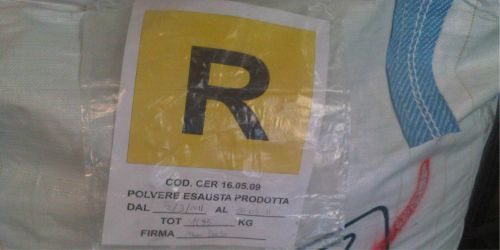 R
COD. CER 16.05.09
POLVERE ESAUSTA PRODOTTA
DAL AL
TOT KG
FIRMA